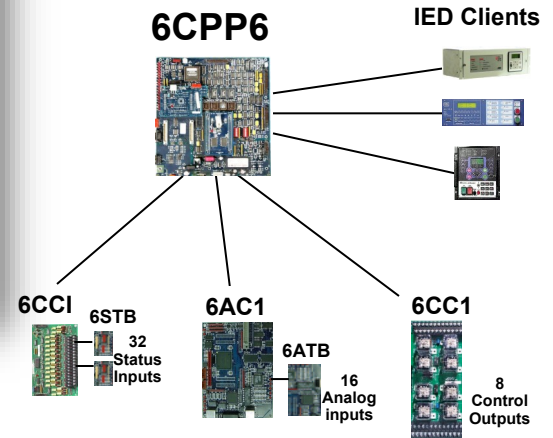 6CPP6
IED Clients
6CCI
6STB
32
Status
Inputs
6AC1
6ATB
16
Analog
inputs
6CC1
8
Control
Outputs